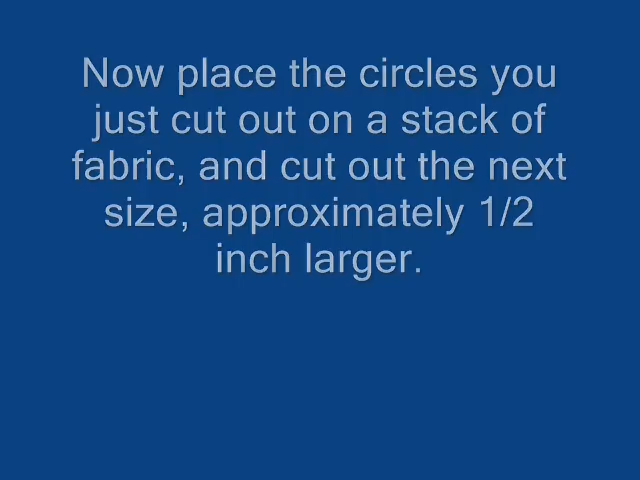 Now place the circles you
just cut out on a stack of
fabric, and cut out the next
size, approximately 1/2
inch larger.